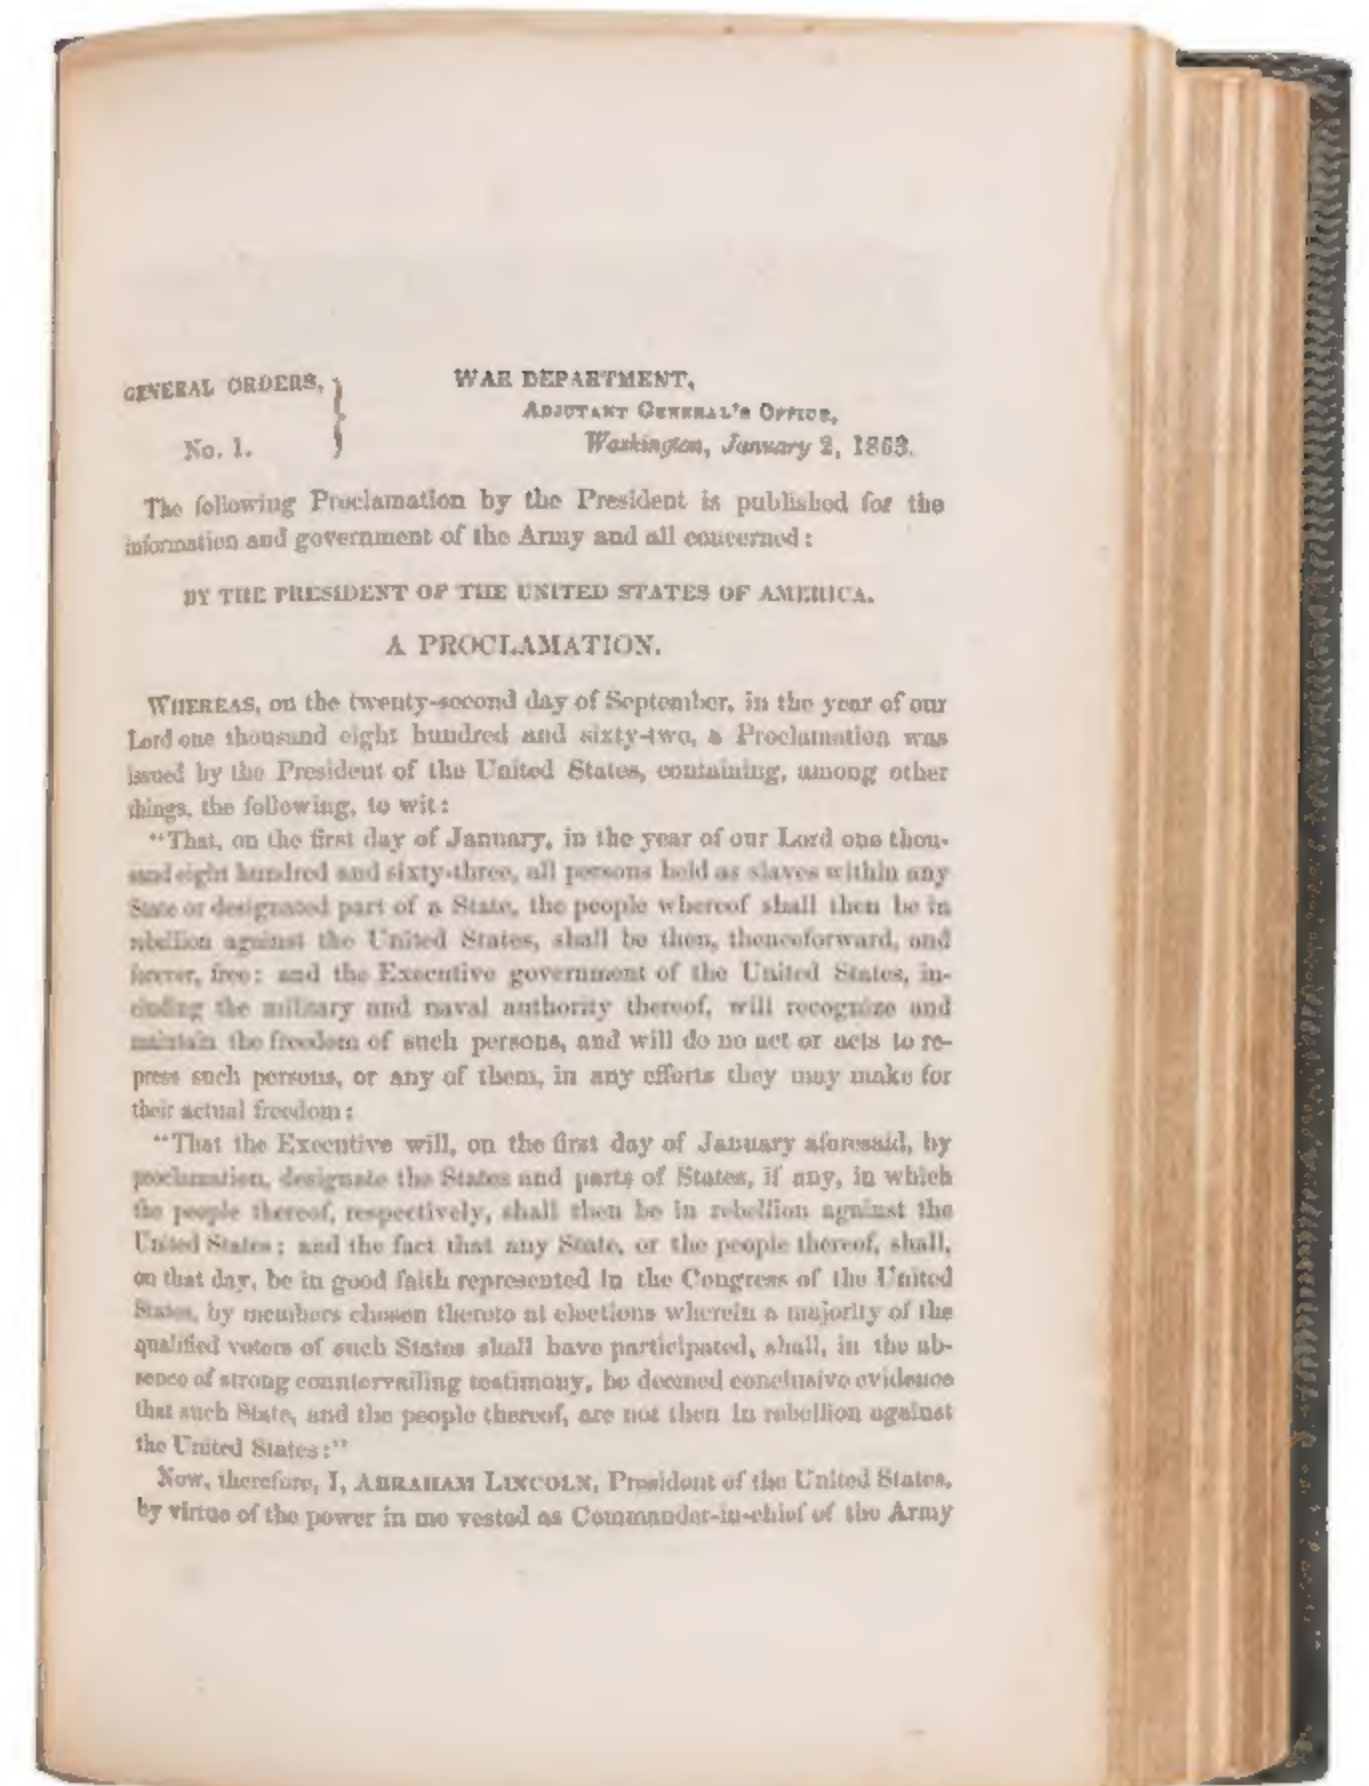 GENERAL ORDERS,
No. 1.
WAR DEPARTMENT,
ADJUTANT GENERAL'S OFFICE,
Washington, January 2, 1863.
The following Proclamation by the President is published for the
information and government of the Army and all concerned:
BY THE PRESIDENT OF THE UNITED STATES OF AMERICA.
A PROCLAMATION.
WHEREAS, on the twenty-second day of September, in the year of our
Lord one thousand eight hundred and sixty-two, a Proclamation was
issued by the President of the United States, containing, among other
things, the following, to wit:
"That, on the first day of January, in the year of our Lord one thou-
sand eight hundred and sixty-three, all persons held as slaves within any
State or designated part of a State, the people whereof shall then be in
rebellion against the United States, shall be then, thenceforward, and
forever, free: and the Executive government of the United States, in-
cluding the military and naval authority thereof, will recognize and
maintain the freedom of such persons, and will do no act or acts to re-
press such persons, or any of them, in any efforts they may make for
their actual freedom:
"That the Executive will, on the first day of January aforesaid, by
proclamation, designate the States and parts of States, if any, in which
the people thereof, respectively, shall then be in rebellion against the
United States; and the fact that any State, or the people thereof, shall,
on that day, be in good faith represented in the Congress of the United
States, by members chosen thereto at elections wherein a majority of the
qualified voters of such States shall have participated, shall, in the ab-
sence of strong countervailing testimony, be deemed conclusive evidence
that such State, and the people thereof, are not then in rebellion against
the United States:"
Now, therefore, I, ABRAHAM LINCOLN, President of the United States,
by virtue of the power in me vested as Commander-in-chief of the Army